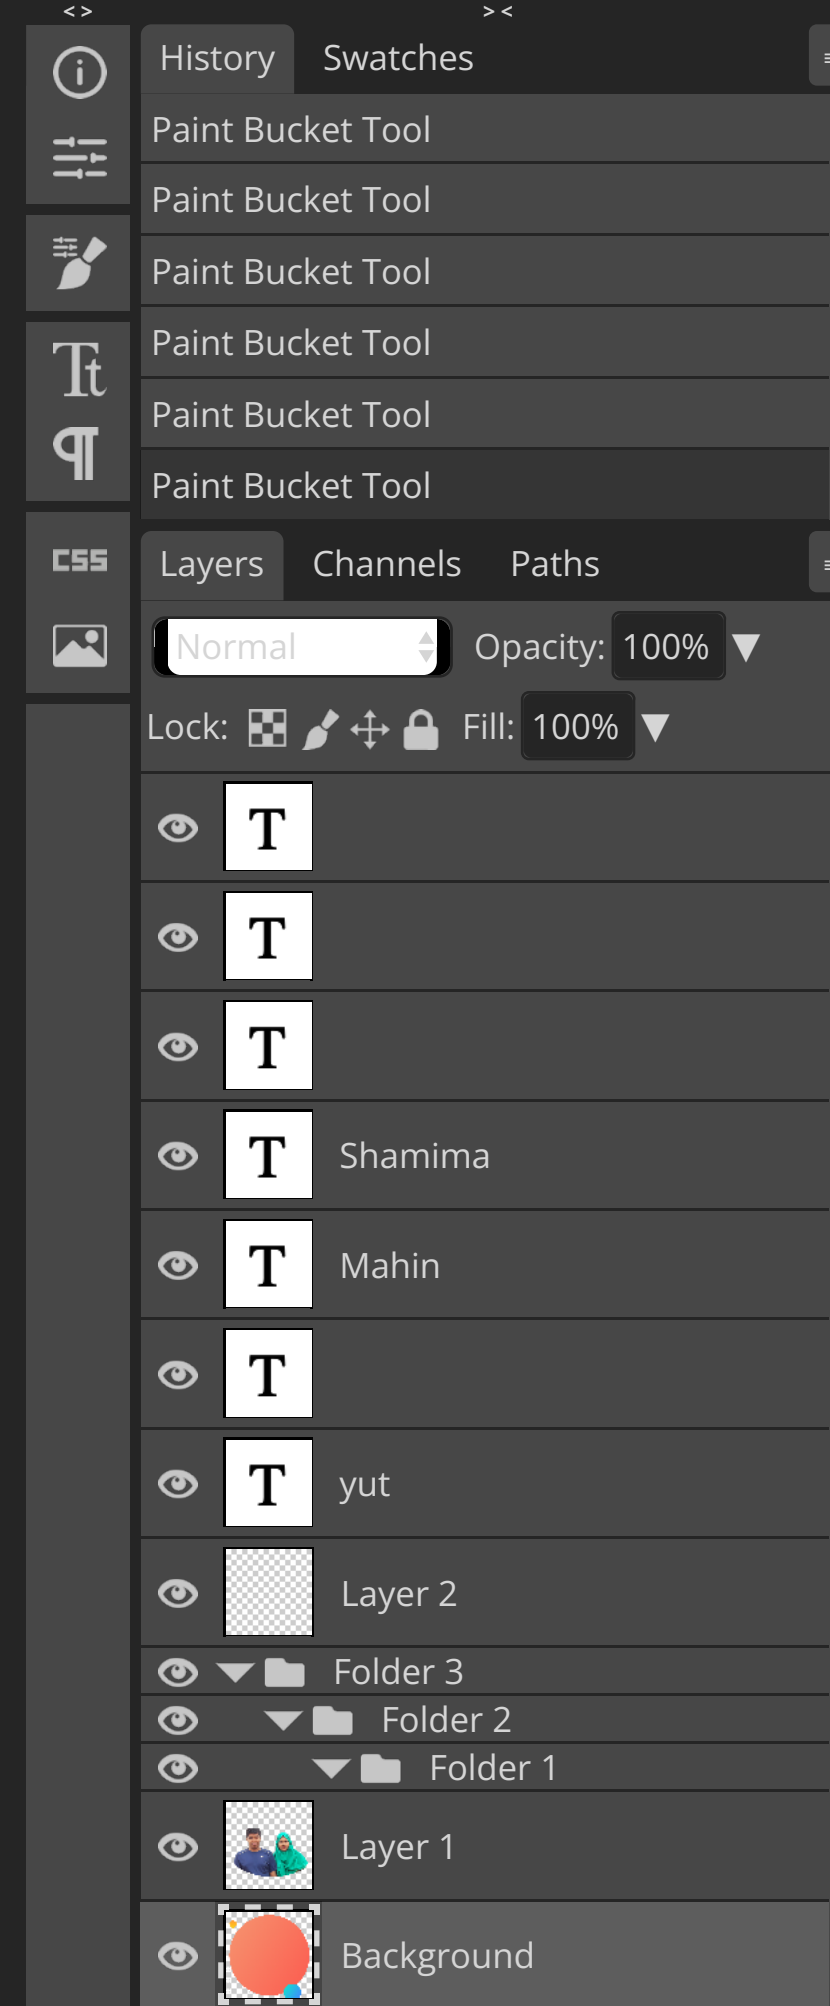 < > > <
History Swatches
Paint Bucket Tool
Paint Bucket Tool
Paint Bucket Tool
Paint Bucket Tool
Paint Bucket Tool
Paint Bucket Tool
Tt
¶
CSS
Layers Channels Paths
Normal Opacity: 100%
Lock: Fill: 100%
T
T
T
T Shamima
T Mahin
T
T yut
Layer 2
Folder 3
Folder 2
Folder 1
Layer 1
Background